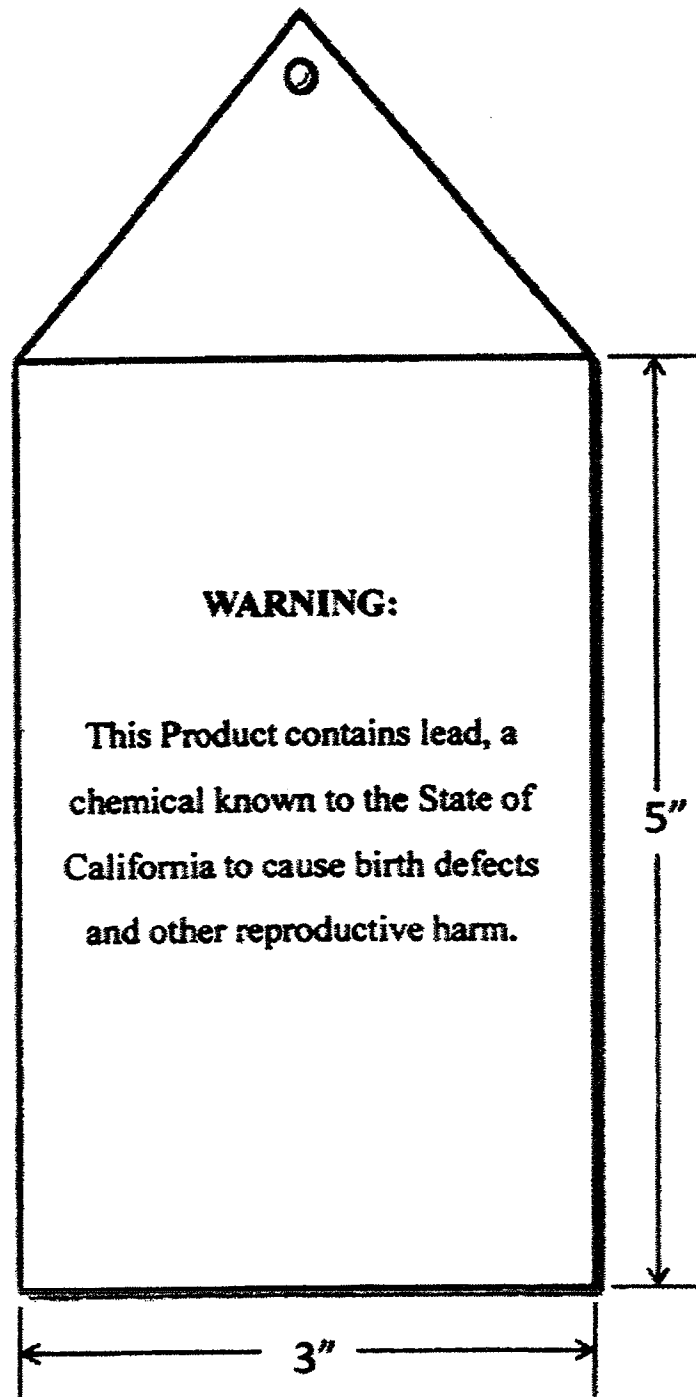 WARNING:
This Product contains lead, a
chemical known to the State of
California to cause birth defects
and other reproductive harm.
5"
3"